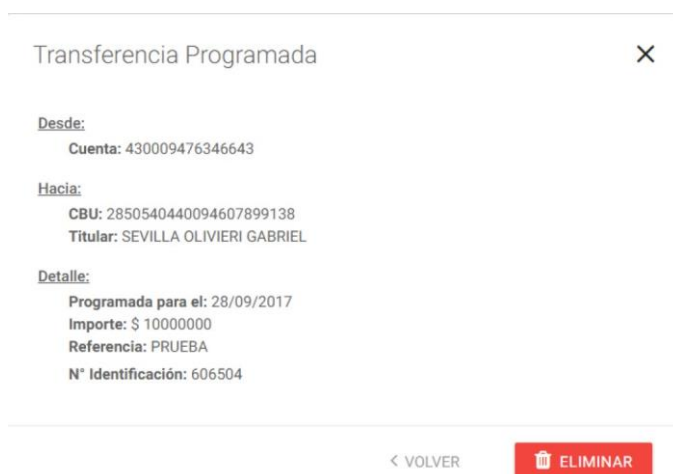 Transferencia Programada
Desde:
Cuenta: 430009476346643
Hacia:
CBU: 2850540440094607899138
Titular: SEVILLA OLIVIERI GABRIEL
Detalle:
Programada para el: 28/09/2017
Importe: $ 10000000
Referencia: PRUEBA
N° Identificación: 606504
< VOLVER
ELIMINAR